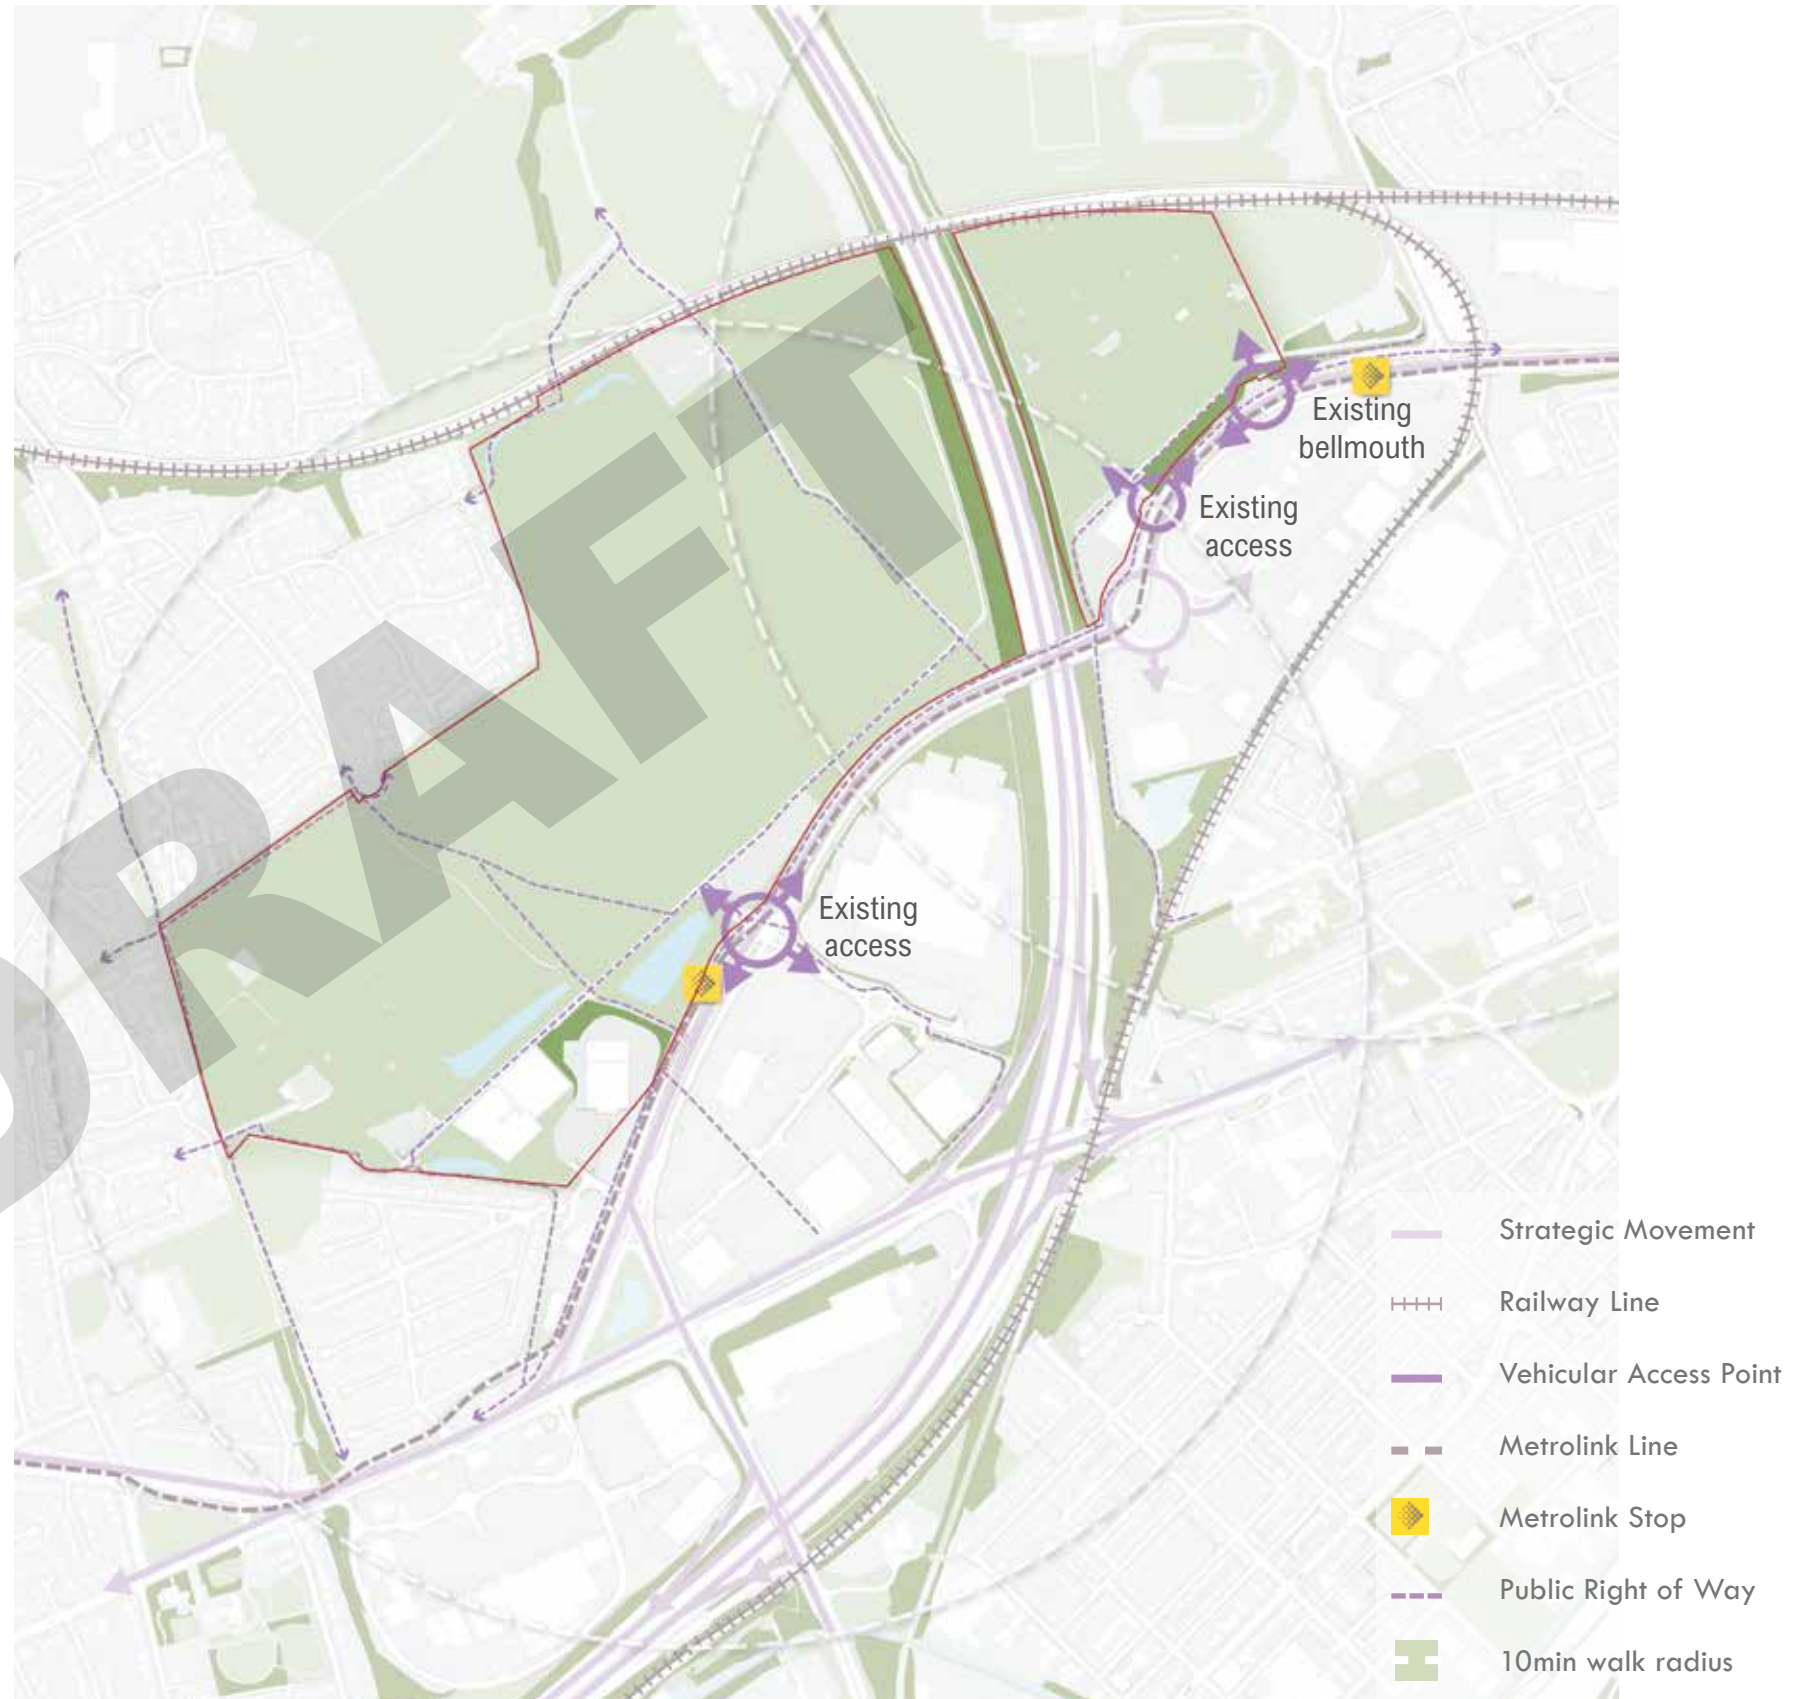 DRAFT
Existing
bellmouth
Existing
access
Existing
access
Strategic Movement
Railway Line
Vehicular Access Point
Metrolink Line
Metrolink Stop
Public Right of Way
10min walk radius